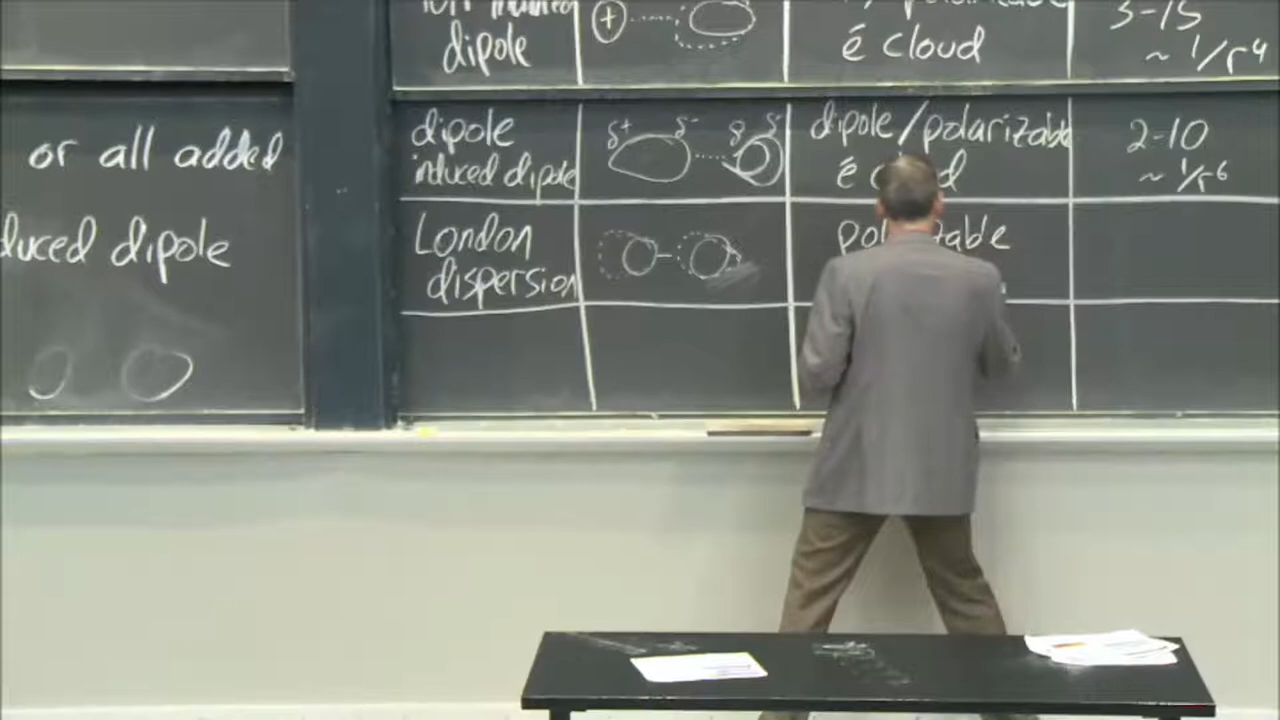 or all added
duced dipole
dipole
+
é cloud
3-15
~ 1/r⁴
dipole
induced dipole
δ+ δ- δ-
dipole/polarizable
é
2-10
~ 1/r⁶
London
dispersion